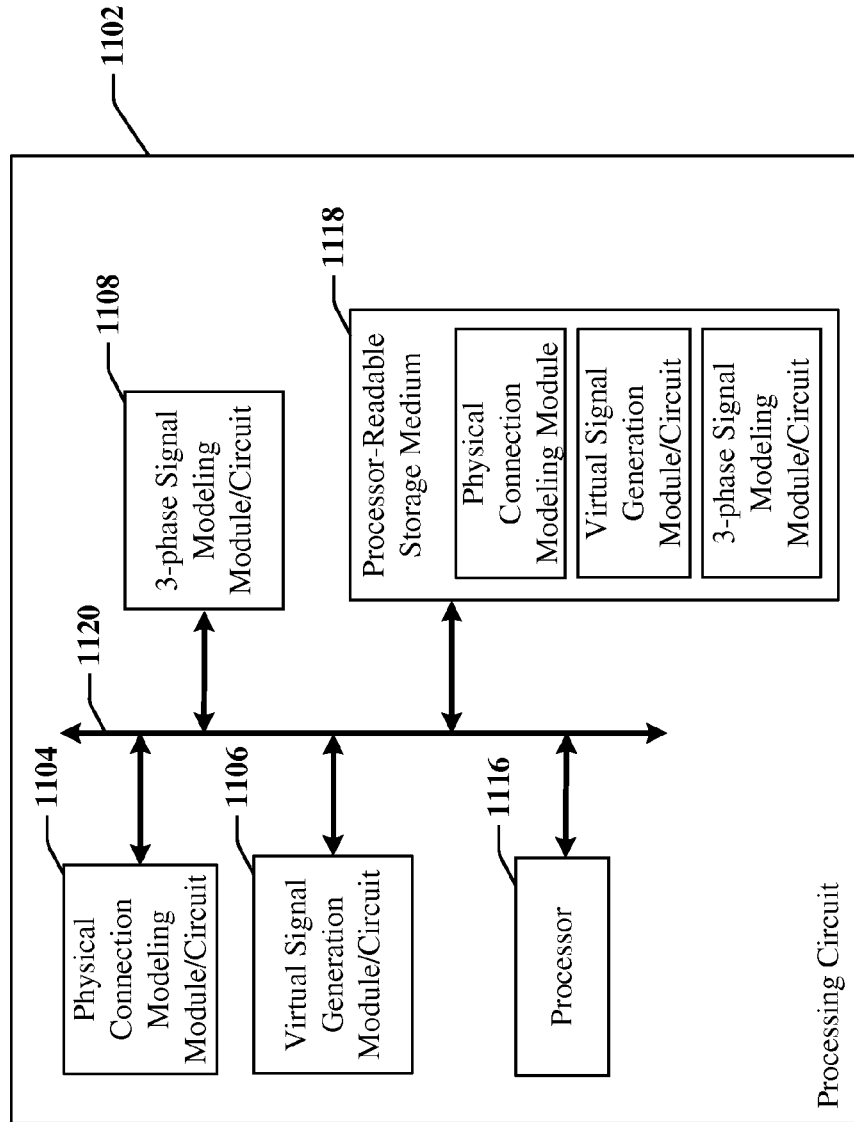 1102
1104
Physical
Connection
Modeling
Module/Circuit
1120
1108
3-phase Signal
Modeling
Module/Circuit
1106
Virtual Signal
Generation
Module/Circuit
1118
Processor-Readable
Storage Medium
Physical
Connection
Modeling Module
Virtual Signal
Generation
Module/Circuit
3-phase Signal
Modeling
Module/Circuit
1116
Processor
Processing Circuit